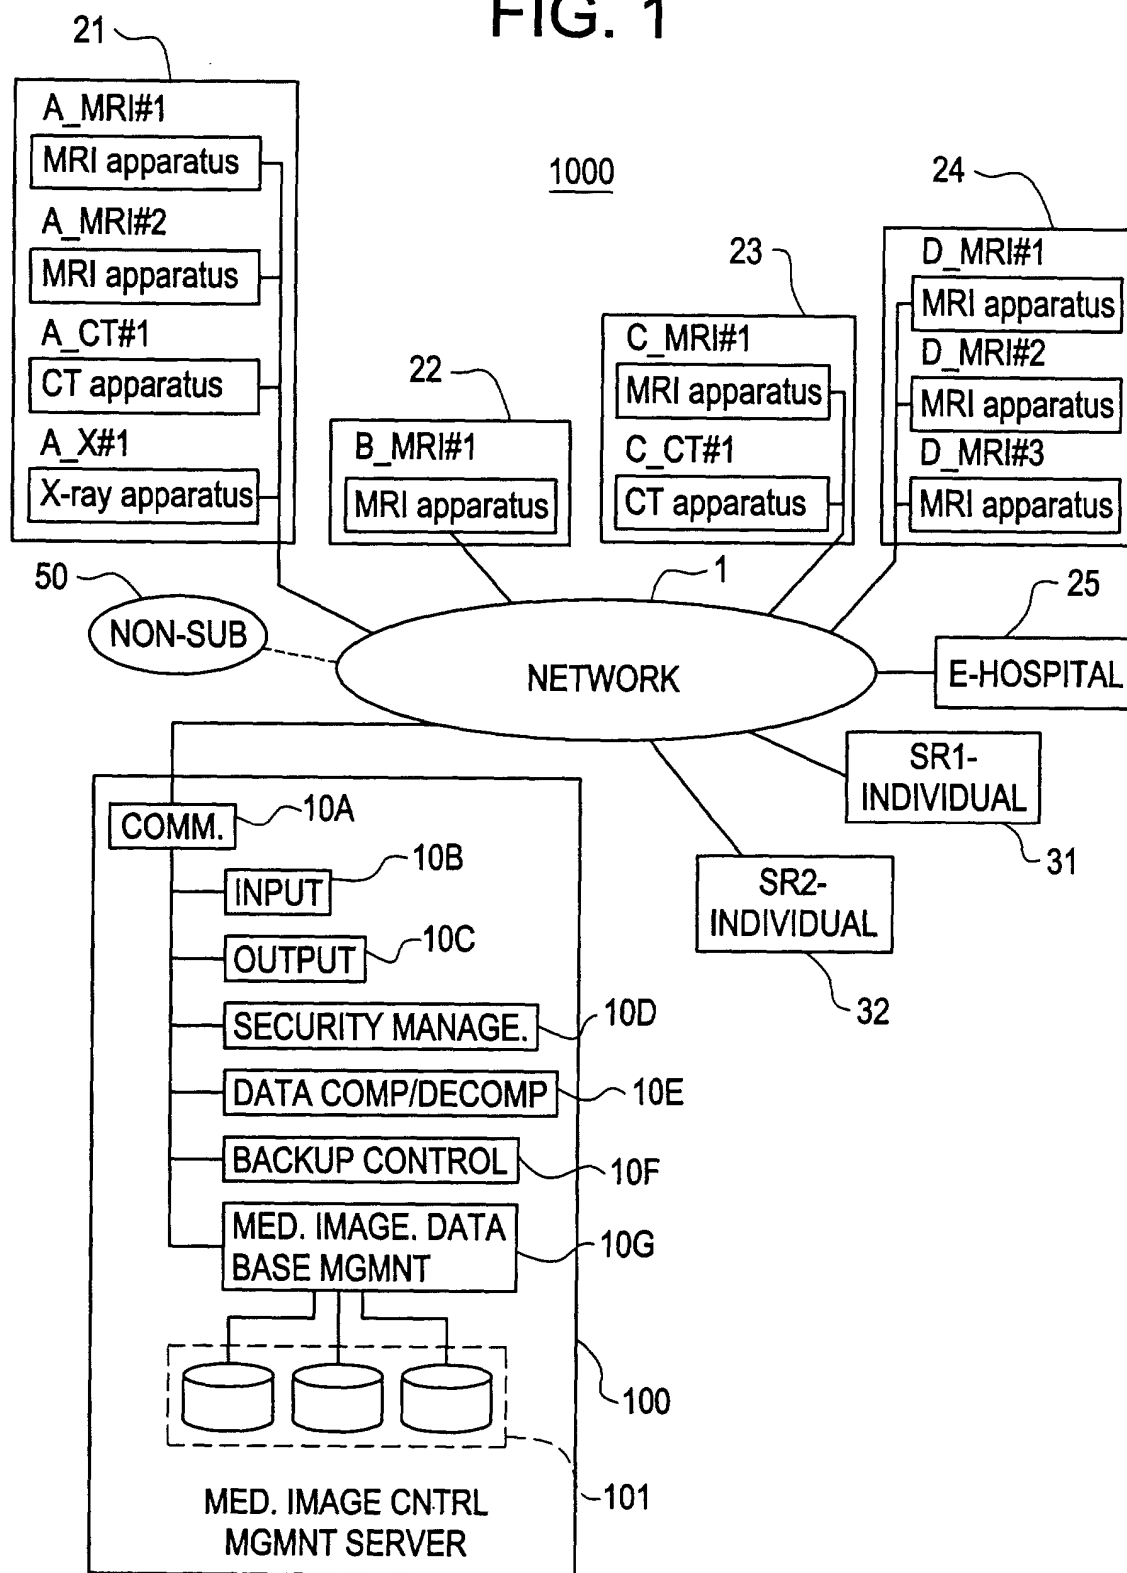 FIG. 1
21
A_MRI#1
MRI apparatus
A_MRI#2
MRI apparatus
A_CT#1
CT apparatus
A_X#1
X-ray apparatus
1000
22
B_MRI#1
MRI apparatus
23
C_MRI#1
MRI apparatus
C_CT#1
CT apparatus
24
D_MRI#1
MRI apparatus
D_MRI#2
MRI apparatus
D_MRI#3
MRI apparatus
50
NON-SUB
1
NETWORK
25
E-HOSPITAL
SR1-
INDIVIDUAL
31
SR2-
INDIVIDUAL
32
COMM.
10A
INPUT
10B
OUTPUT
10C
SECURITY MANAGE.
10D
DATA COMP/DECOMP
10E
BACKUP CONTROL
10F
MED. IMAGE. DATA
BASE MGMNT
10G
100
101
MED. IMAGE CNTRL
MGMNT SERVER